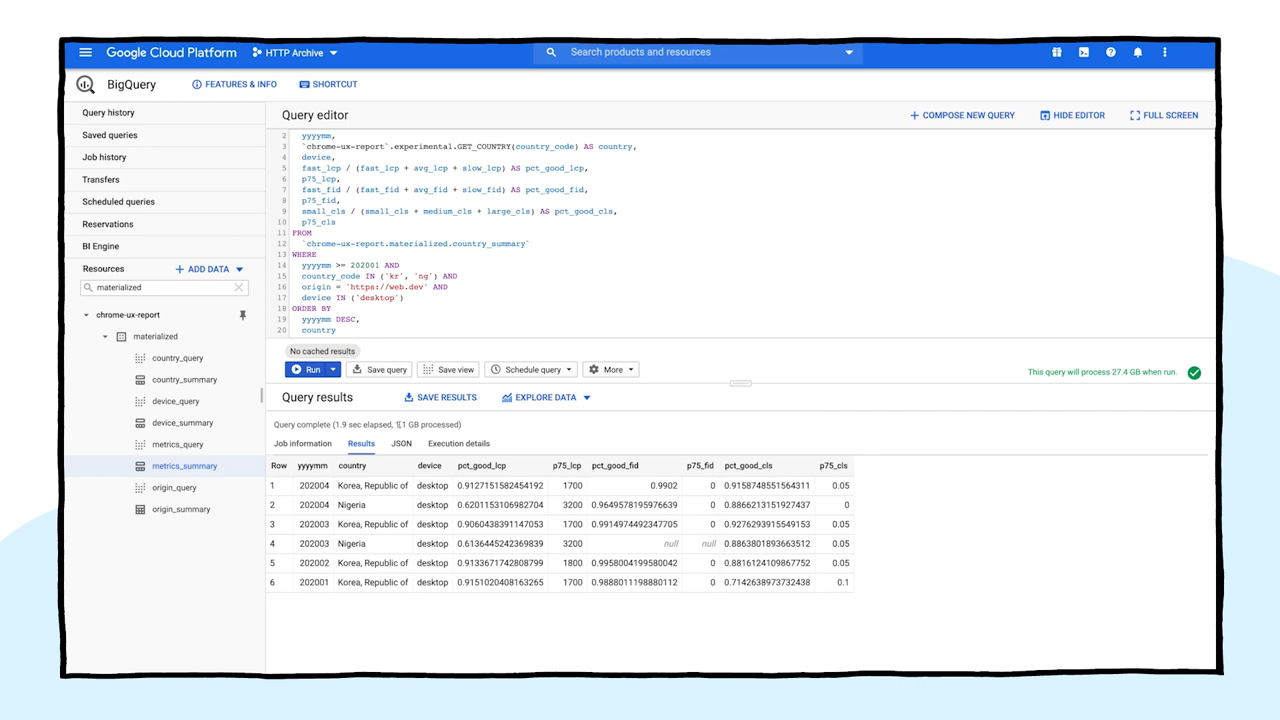 Google Cloud Platform HTTP Archive Search products and resources
BigQuery FEATURES & INFO SHORTCUT
Query history
Saved queries
Job history
Transfers
Scheduled queries
Reservations
BI Engine
Resources ADD DATA
materialized
chrome-ux-report
materialized
country_query
country_summary
device_query
device_summary
metrics_query
metrics_summary
origin_query
origin_summary
Query editor COMPOSE NEW QUERY HIDE EDITOR FULL SCREEN
2 yyyymm,
3 `chrome-ux-report`.experimental.GET_COUNTRY(country_code) AS country,
4 device,
5 fast_lcp / (fast_lcp + avg_lcp + slow_lcp) AS pct_good_lcp,
6 p75_lcp,
7 fast_fid / (fast_fid + avg_fid + slow_fid) AS pct_good_fid,
8 p75_fid,
9 small_cls / (small_cls + medium_cls + large_cls) AS pct_good_cls,
10 p75_cls
11 FROM
12 `chrome-ux-report.materialized.country_summary`
13 WHERE
14 yyyymm >= 202001 AND
15 country_code IN ('kr', 'ng') AND
16 origin = 'https://web.dev' AND
17 device IN ('desktop')
18 ORDER BY
19 yyyymm DESC,
20 country
No cached results
Run Save query Save view Schedule query More
This query will process 27.4 GB when run.
Query results SAVE RESULTS EXPLORE DATA
Query complete (1.9 sec elapsed, 1.1 GB processed)
Job information Results JSON Execution details
Row yyyymm country device pct_good_lcp p75_lcp pct_good_fid p75_fid pct_good_cls p75_cls
1 202004 Korea, Republic of desktop 0.9127151582454192 1700 0.9902 0 0.9158748551564311 0.05
2 202004 Nigeria desktop 0.6201153106982704 3200 0.9649578195976639 0 0.8866213151927437 0
3 202003 Korea, Republic of desktop 0.9060438391147053 1700 0.9914974492347705 0 0.9276293915549153 0.05
4 202003 Nigeria desktop 0.6136445242369839 3200 null null 0.8863801893663512 0.05
5 202002 Korea, Republic of desktop 0.9133671742808799 1800 0.9958004199580042 0 0.8816124109867752 0.05
6 202001 Korea, Republic of desktop 0.9151020408163265 1700 0.9888011198880112 0 0.7142638973732438 0.1